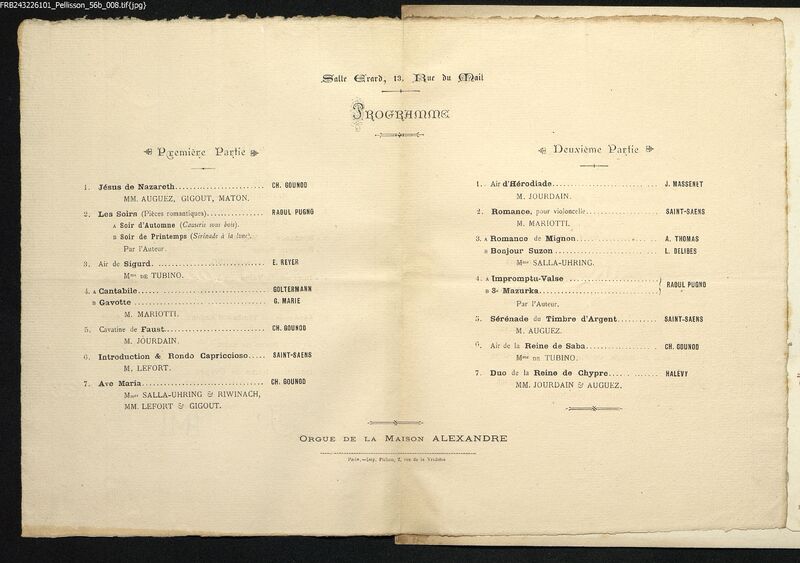 FRB243226101_Pellisson_56b_008.tif{jpg}
Salle Erard, 13, Rue du Mail
PROGRAMME
Première Partie
1. Jésus de Nazareth....................... CH. GOUNOD
MM. AUGUEZ, GIGOUT, MATON.
2. Les Soirs (Pièces romantiques)............... RAOUL PUGNO
A Soir d'Automne (Causerie sous bois).
B Soir de Printemps (Sérénade à la lune).
Par l'Auteur.
3. Air de Sigurd............................ E. REYER
Mme DE TUBINO.
4. A Cantabile............................ GOLTERMANN
B Gavotte............................ G. MARIE
M. MARIOTTI.
5. Cavatine de Faust......................... CH. GOUNOD
M. JOURDAIN.
6. Introduction & Rondo Capriccioso..... SAINT-SAENS
M. LEFORT.
7. Ave Maria............................... CH. GOUNOD
Mmes SALLA-UHRING & RIWINACH,
MM. LEFORT & GIGOUT.
Deuxième Partie
1. Air d'Hérodiade............................ J. MASSENET
M. JOURDAIN.
2. Romance, pour violoncelle................... SAINT-SAENS
M. MARIOTTI.
3. A Romance de Mignon.................... A. THOMAS
B Bonjour Suzon.......................... L. DELIBES
Mme SALLA-UHRING.
4. A Impromptu-Valse ......................
B 3e Mazurka............................ RAOUL PUGNO
Par l'Auteur.
5. Sérénade du Timbre d'Argent........... SAINT-SAENS
M. AUGUEZ.
6. Air de la Reine de Saba.................... CH. GOUNOD
Mme DE TUBINO.
7. Duo de la Reine de Chypre............. HALEVY
MM. JOURDAIN & AUGUEZ.
ORGUE DE LA MAISON ALEXANDRE
Paris.—Imp. Pichon, 2, rue de la Vrillière